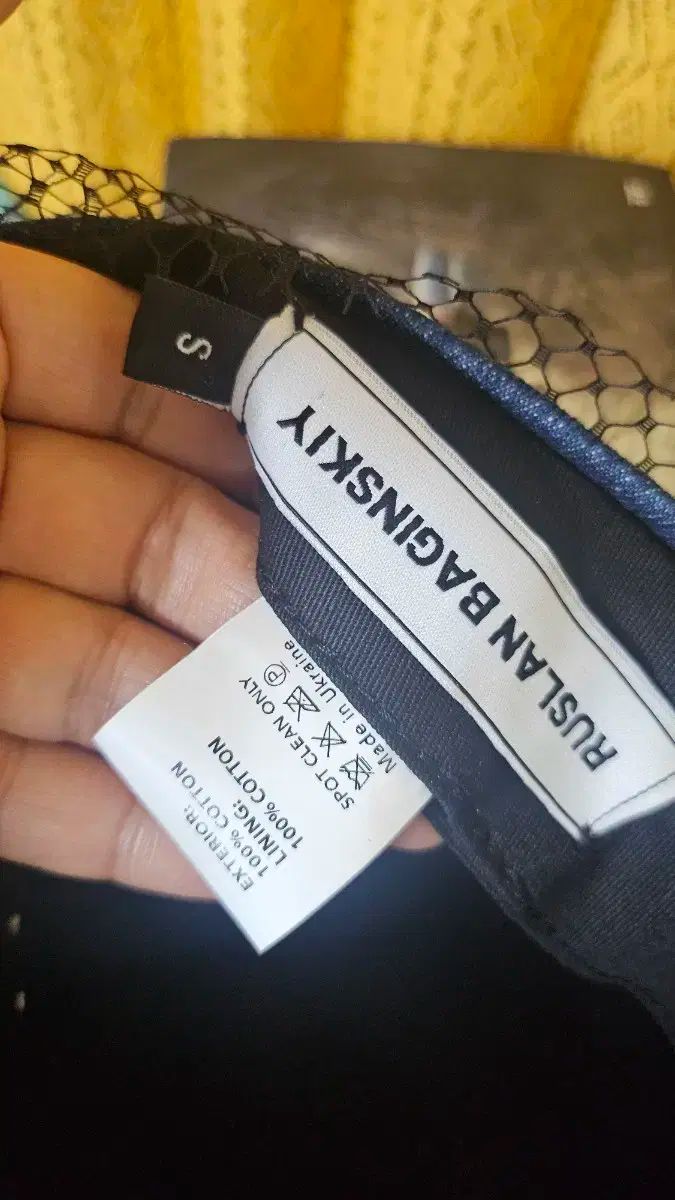 S
RUSLAN BAGINSKIY
EXTERIOR:
100% COTTON
LINING:
100% COTTON
SPOT CLEAN ONLY
P
Made in Ukraine